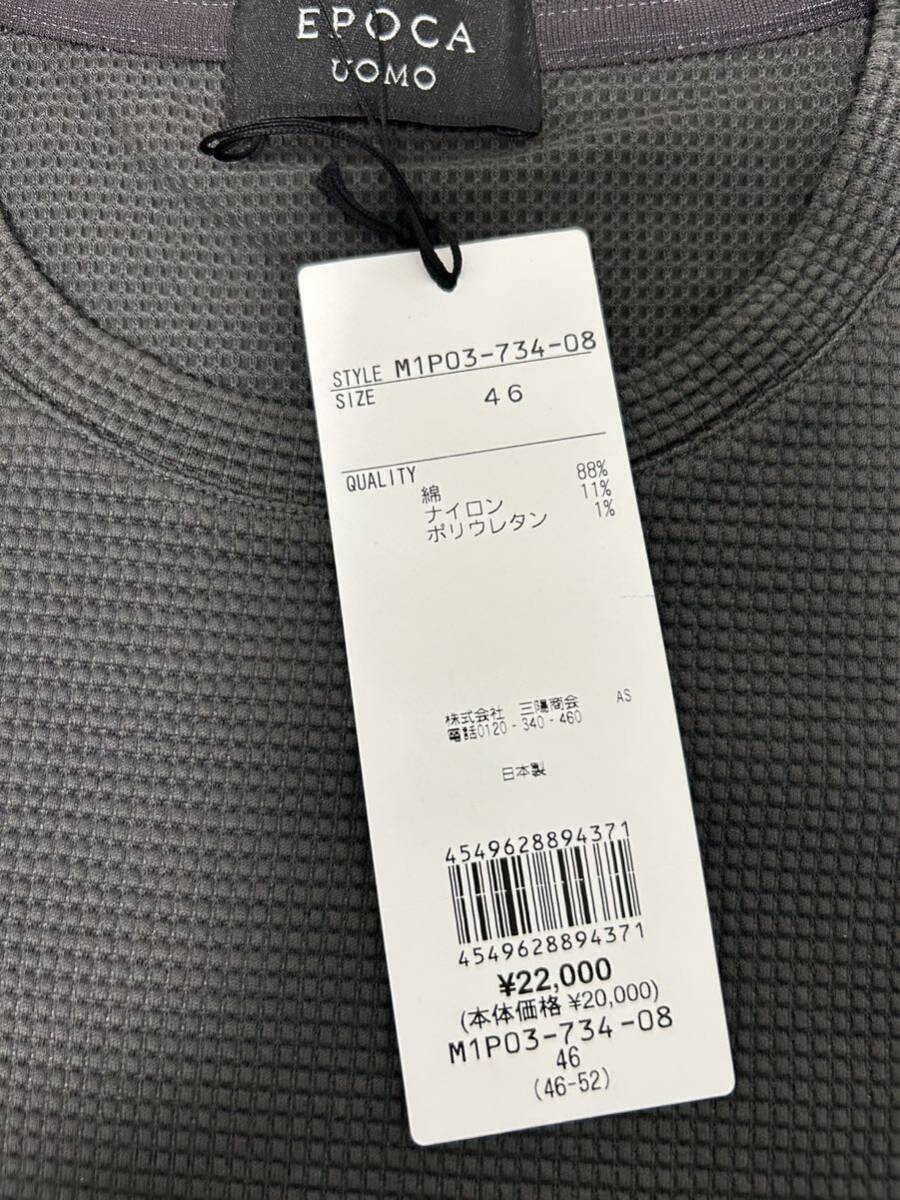 EPOCA
UOMO
STYLE M1P03-734-08
SIZE 46
QUALITY
綿 88%
ナイロン 11%
ポリウレタン 1%
株式会社 三陽商会 AS
電話0120-340-460
日本製
4549628894371
4549628894371
¥22,000
(本体価格 ¥20,000)
M1P03-734-08
46
(46-52)